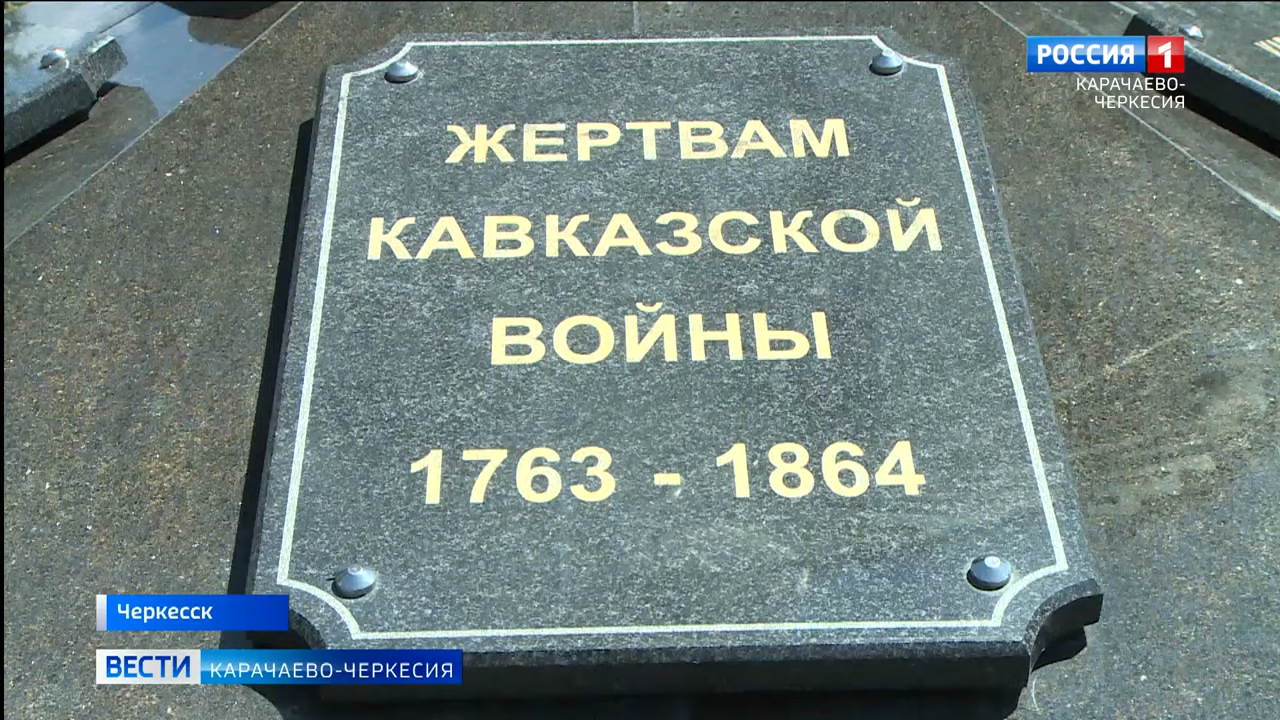 РОССИЯ 1
КАРАЧАЕВО-
ЧЕРКЕСИЯ
ЖЕРТВАМ
КАВКАЗСКОЙ
ВОЙНЫ
1763 - 1864
Черкесск
ВЕСТИ КАРАЧАЕВО-ЧЕРКЕСИЯ